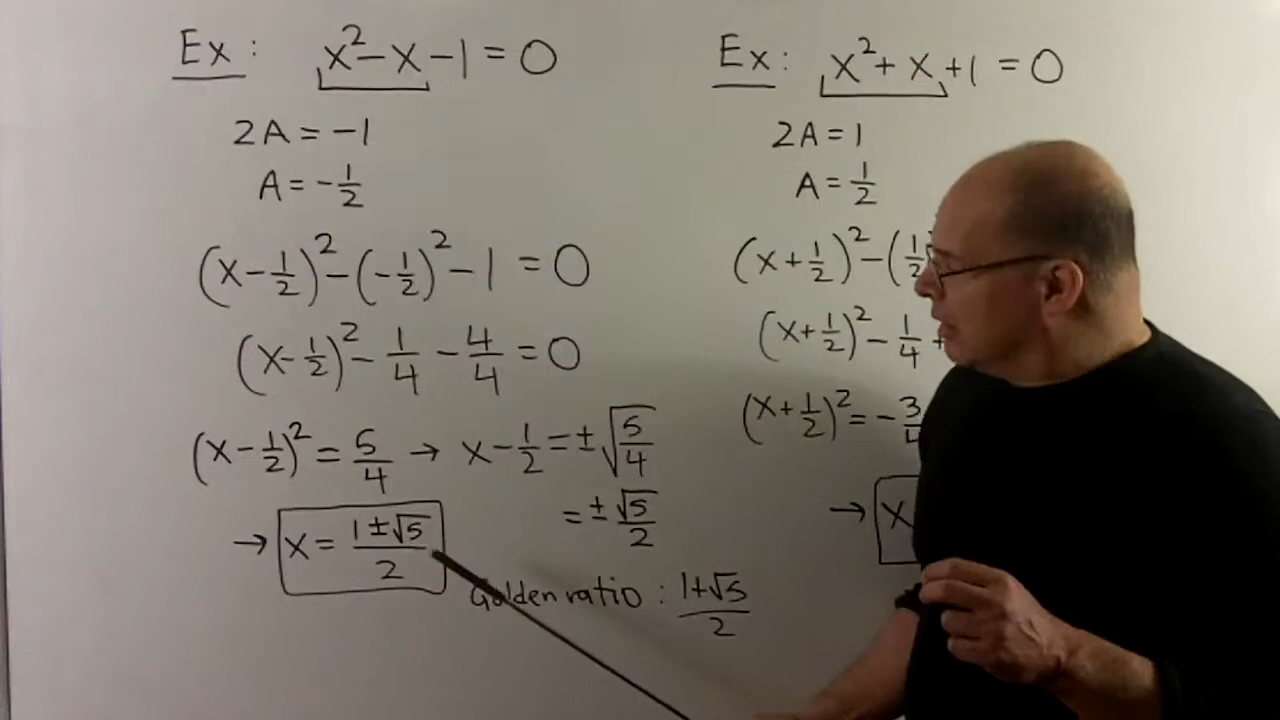 Ex: x² - x - 1 = 0
2A = -1
A = -1/2
(x - 1/2)² - (-1/2)² - 1 = 0
(x - 1/2)² - 1/4 - 4/4 = 0
(x - 1/2)² = 5/4 → x - 1/2 = ±√(5/4)
= ±√5/2
→ x = (1 ± √5)/2
Golden ratio: (1+√5)/2
Ex: x² + x + 1 = 0
2A = 1
A = 1/2
(x + 1/2)² - (1/2
(x + 1/2)² - 1/4 +
(x + 1/2)² = - 3/
→ x